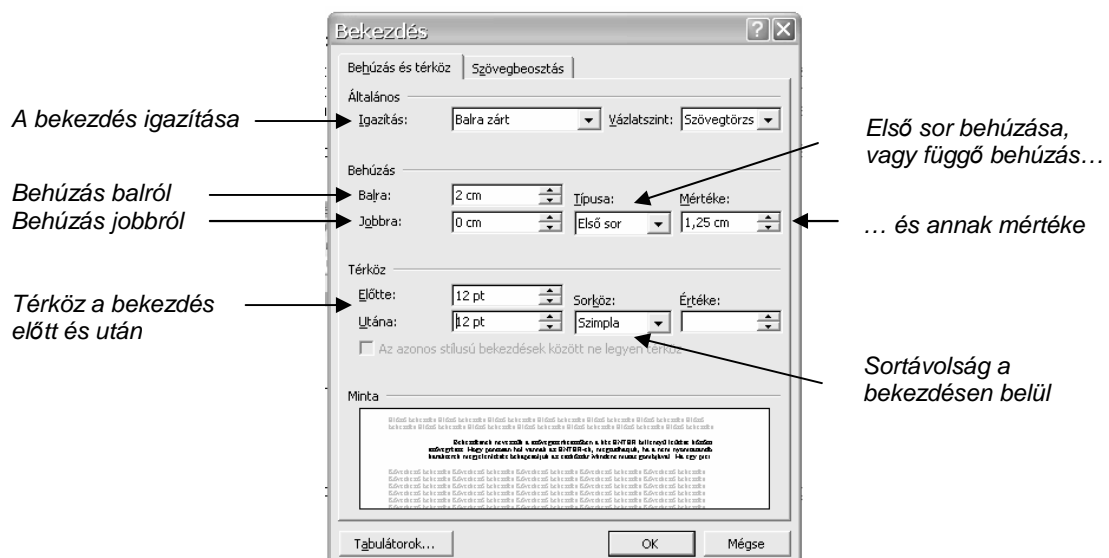 Bekezdés
Behúzás és térköz Szövegbeosztás
Általános
A bekezdés igazítása
Igazítás: Balra zárt Vázlatszint: Szövegtörzs
Első sor behúzása,
vagy függő behúzás…
Behúzás
Behúzás balról
Balra: 2 cm Típusa: Mértéke:
Behúzás jobbról
Jobbra: 0 cm Első sor 1,25 cm
… és annak mértéke
Térköz
Térköz a bekezdés
előtt és után
Előtte: 12 pt Sorköz: Értéke:
Utána: 12 pt Szimpla
Az azonos stílusú bekezdések között ne legyen térköz
Sortávolság a
bekezdésen belül
Minta
Tabulátorok... OK Mégse